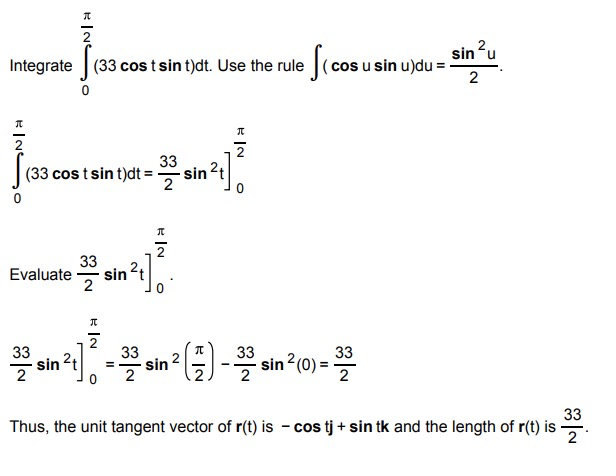 Integrate ∫₀^(π/2) (33 cos t sin t)dt. Use the rule ∫( cos u sin u)du = sin²u/2.
∫₀^(π/2) (33 cos t sin t)dt = 33/2 sin²t]₀^(π/2)
Evaluate 33/2 sin²t]₀^(π/2).
33/2 sin²t]₀^(π/2) = 33/2 sin²(π/2) − 33/2 sin²(0) = 33/2
Thus, the unit tangent vector of r(t) is − cos tj + sin tk and the length of r(t) is 33/2.